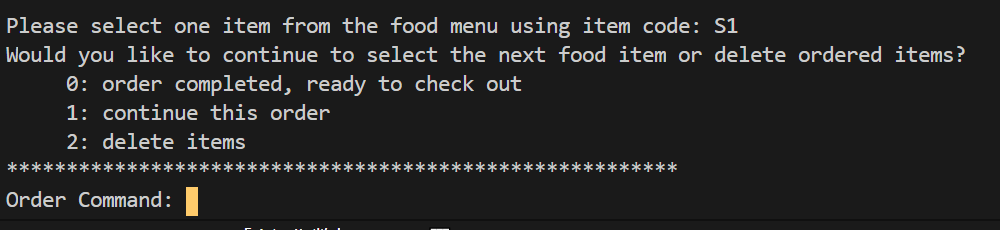 Please select one item from the food menu using item code: S1
Would you like to continue to select the next food item or delete ordered items?
0: order completed, ready to check out
1: continue this order
2: delete items
********************************************************
Order Command: